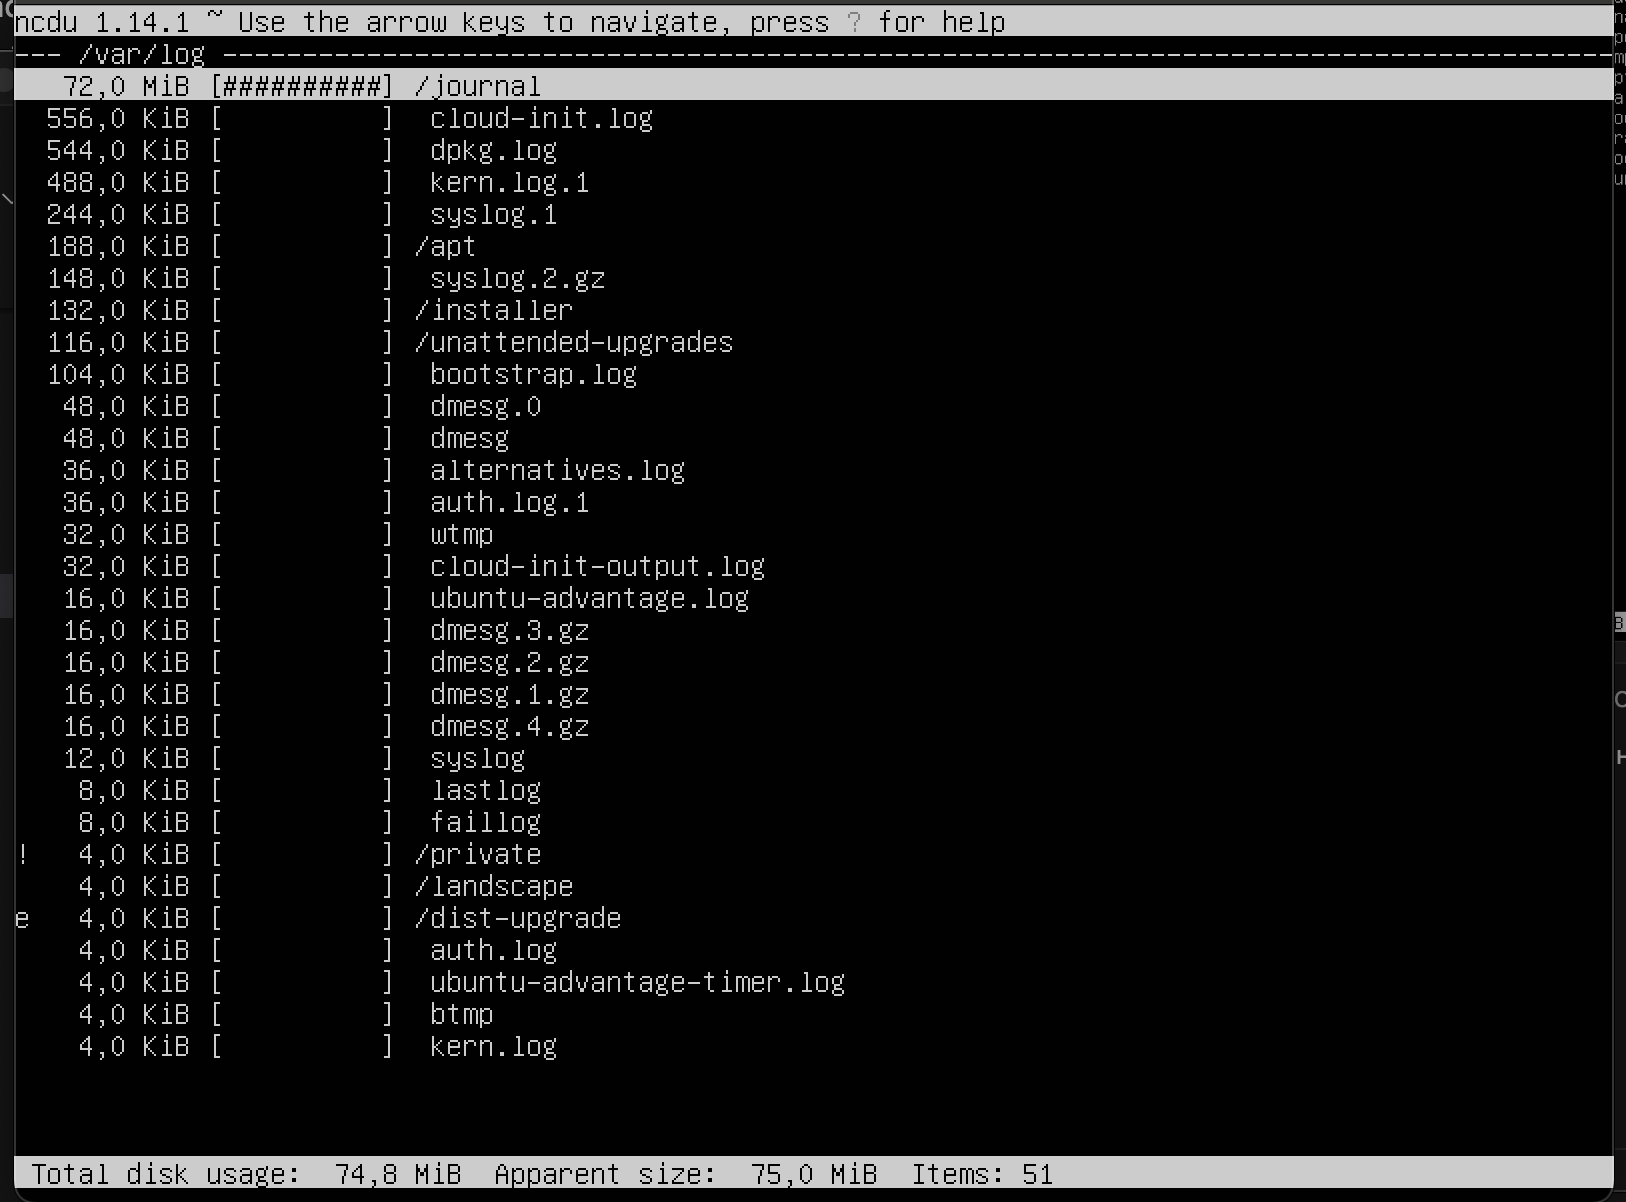 ncdu 1.14.1 ~ Use the arrow keys to navigate, press ? for help
--- /var/log ---------------------------------------------------------------------------------------
72,0 MiB [##########] /journal
556,0 KiB [          ]  cloud-init.log
544,0 KiB [          ]  dpkg.log
488,0 KiB [          ]  kern.log.1
244,0 KiB [          ]  syslog.1
188,0 KiB [          ] /apt
148,0 KiB [          ]  syslog.2.gz
132,0 KiB [          ] /installer
116,0 KiB [          ] /unattended-upgrades
104,0 KiB [          ]  bootstrap.log
48,0 KiB [          ]  dmesg.0
48,0 KiB [          ]  dmesg
36,0 KiB [          ]  alternatives.log
36,0 KiB [          ]  auth.log.1
32,0 KiB [          ]  wtmp
32,0 KiB [          ]  cloud-init-output.log
16,0 KiB [          ]  ubuntu-advantage.log
16,0 KiB [          ]  dmesg.3.gz
16,0 KiB [          ]  dmesg.2.gz
16,0 KiB [          ]  dmesg.1.gz
16,0 KiB [          ]  dmesg.4.gz
12,0 KiB [          ]  syslog
8,0 KiB [          ]  lastlog
8,0 KiB [          ]  faillog
! 4,0 KiB [          ] /private
4,0 KiB [          ] /landscape
e 4,0 KiB [          ] /dist-upgrade
4,0 KiB [          ]  auth.log
4,0 KiB [          ]  ubuntu-advantage-timer.log
4,0 KiB [          ]  btmp
4,0 KiB [          ]  kern.log
Total disk usage:  74,8 MiB  Apparent size:  75,0 MiB  Items: 51